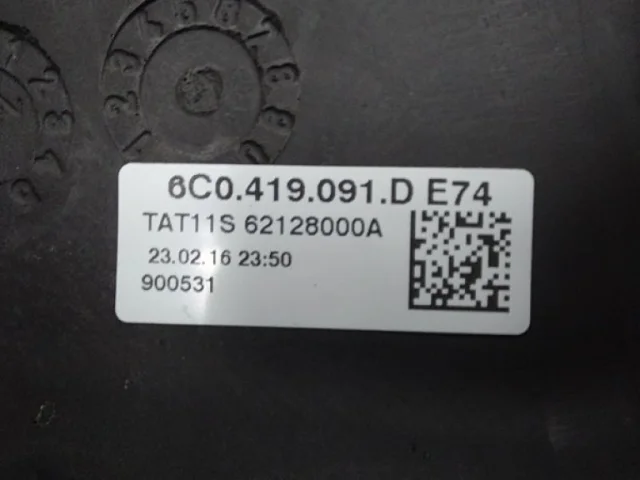 6C0.419.091.D E74
TAT11S 62128000A
23.02.16 23:50
900531